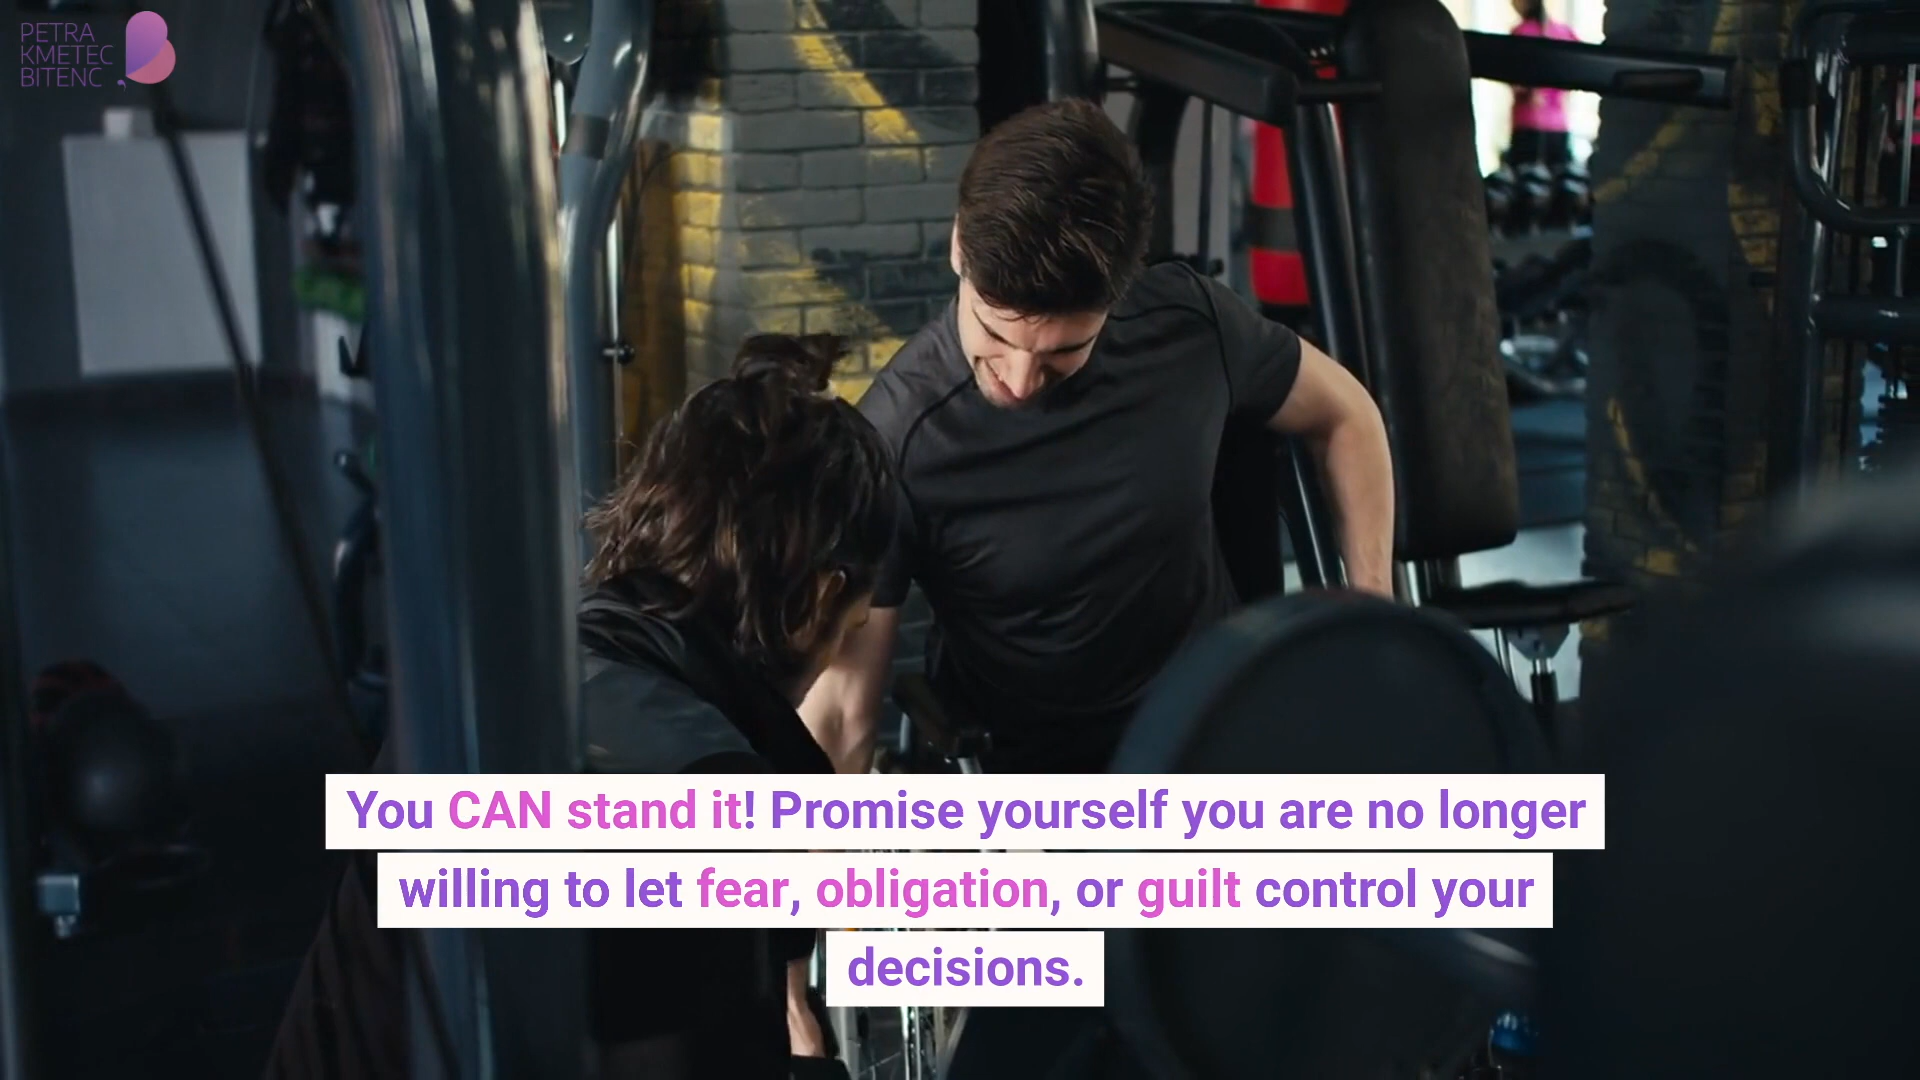 PETRA
KMETEC
BITENC
You CAN stand it! Promise yourself you are no longer
willing to let fear, obligation, or guilt control your
decisions.